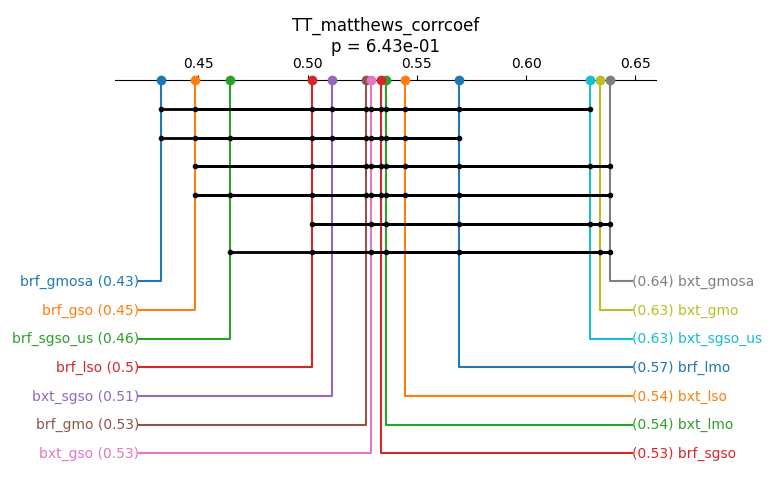 TT_matthews_corrcoef
p = 6.43e-01
0.45 0.50 0.55 0.60 0.65
brf_gmosa (0.43) (0.64) bxt_gmosa
brf_gso (0.45) (0.63) bxt_gmo
brf_sgso_us (0.46) (0.63) bxt_sgso_us
brf_lso (0.5) (0.57) brf_lmo
bxt_sgso (0.51) (0.54) bxt_lso
brf_gmo (0.53) (0.54) bxt_lmo
bxt_gso (0.53) (0.53) brf_sgso